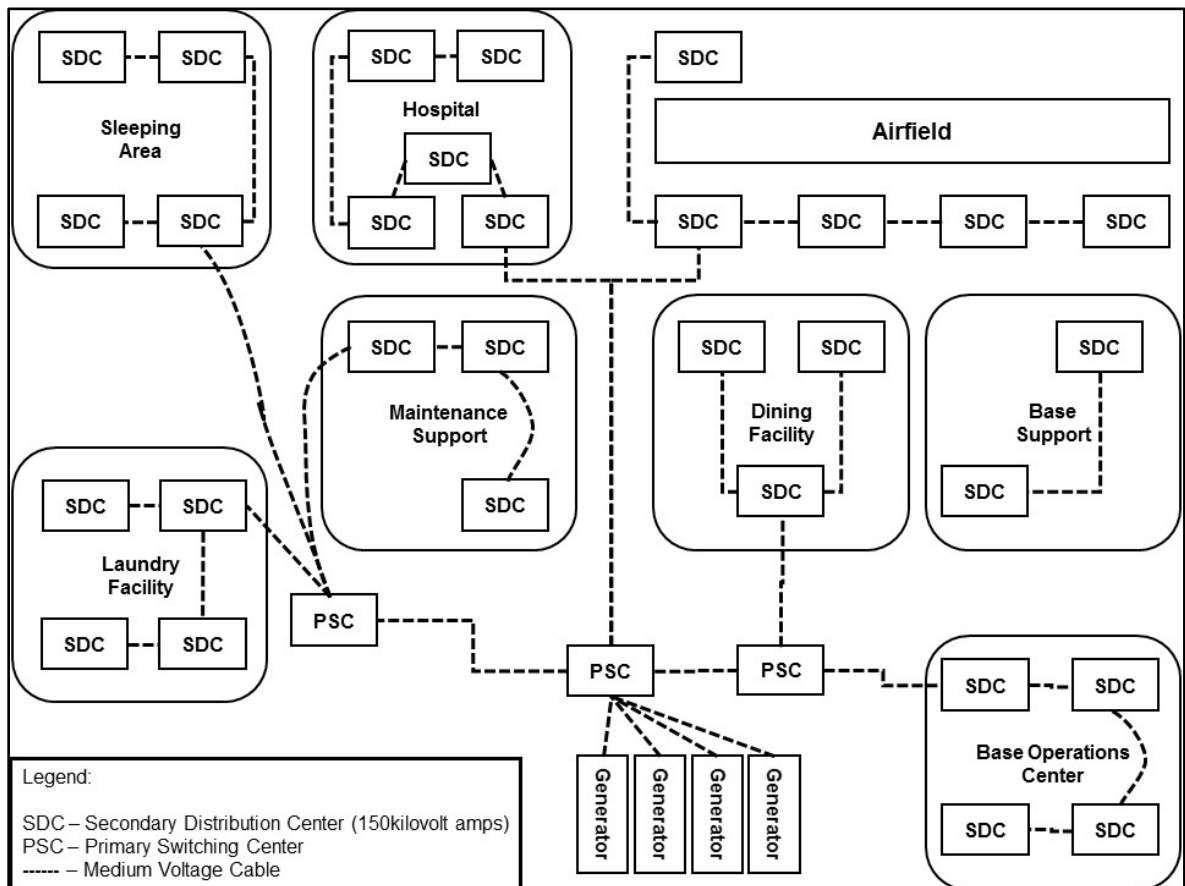 SDC
SDC
Sleeping
Area
SDC
SDC
SDC
SDC
Hospital
SDC
SDC
SDC
SDC
Airfield
SDC
SDC
SDC
SDC
SDC
SDC
Maintenance
Support
SDC
SDC
SDC
Dining
Facility
SDC
SDC
Base
Support
SDC
SDC
SDC
Laundry
Facility
SDC
SDC
PSC
PSC
PSC
Generator
Generator
Generator
Generator
SDC
SDC
Base Operations
Center
SDC
SDC
Legend:
SDC – Secondary Distribution Center (150kilovolt amps)
PSC – Primary Switching Center
------ – Medium Voltage Cable